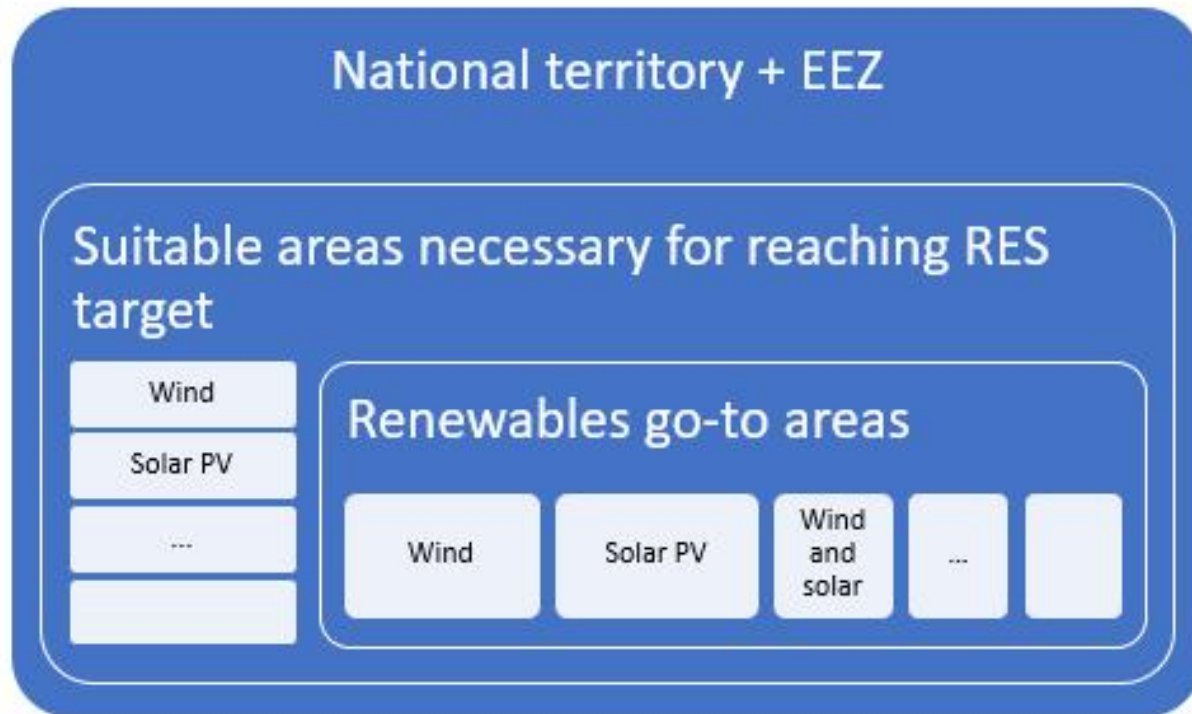 National territory + EEZ
Suitable areas necessary for reaching RES
target
Wind
Solar PV
...
Renewables go-to areas
Wind
Solar PV
Wind
and
solar
...